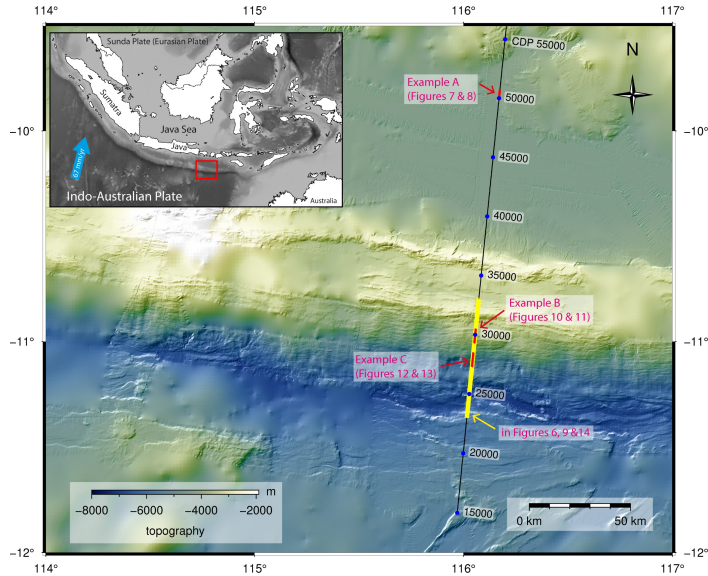 114°
115°
116°
117°
Sunda Plate (Eurasian Plate)
Sumatra
Java Sea
Java
67 mm/yr
Indo-Australian Plate
Australia
CDP 55000
N
Example A
(Figures 7 & 8)
50000
−10°
45000
40000
35000
Example B
(Figures 10 & 11)
30000
−11°
Example C
(Figures 12 & 13)
25000
in Figures 6, 9 &14
20000
15000
m
−8000
−6000
−4000
−2000
topography
0 km
50 km
−12°
114°
115°
116°
117°